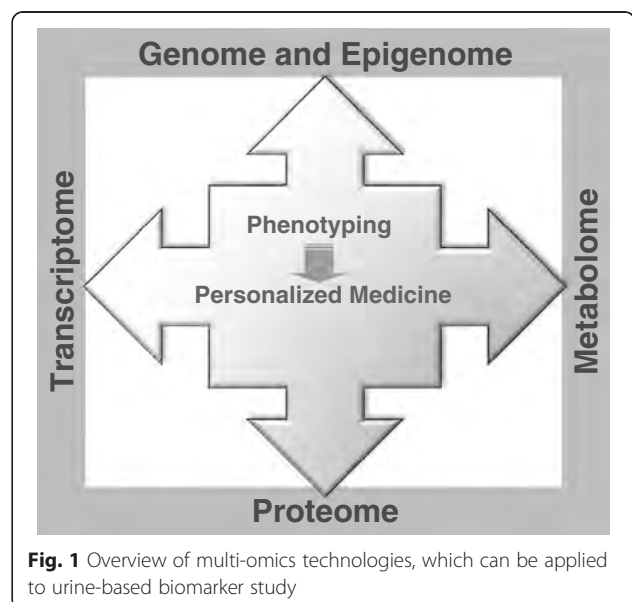 Genome and Epigenome
Transcriptome
Phenotyping
Personalized Medicine
Metabolome
Proteome
Fig. 1 Overview of multi-omics technologies, which can be applied
to urine-based biomarker study